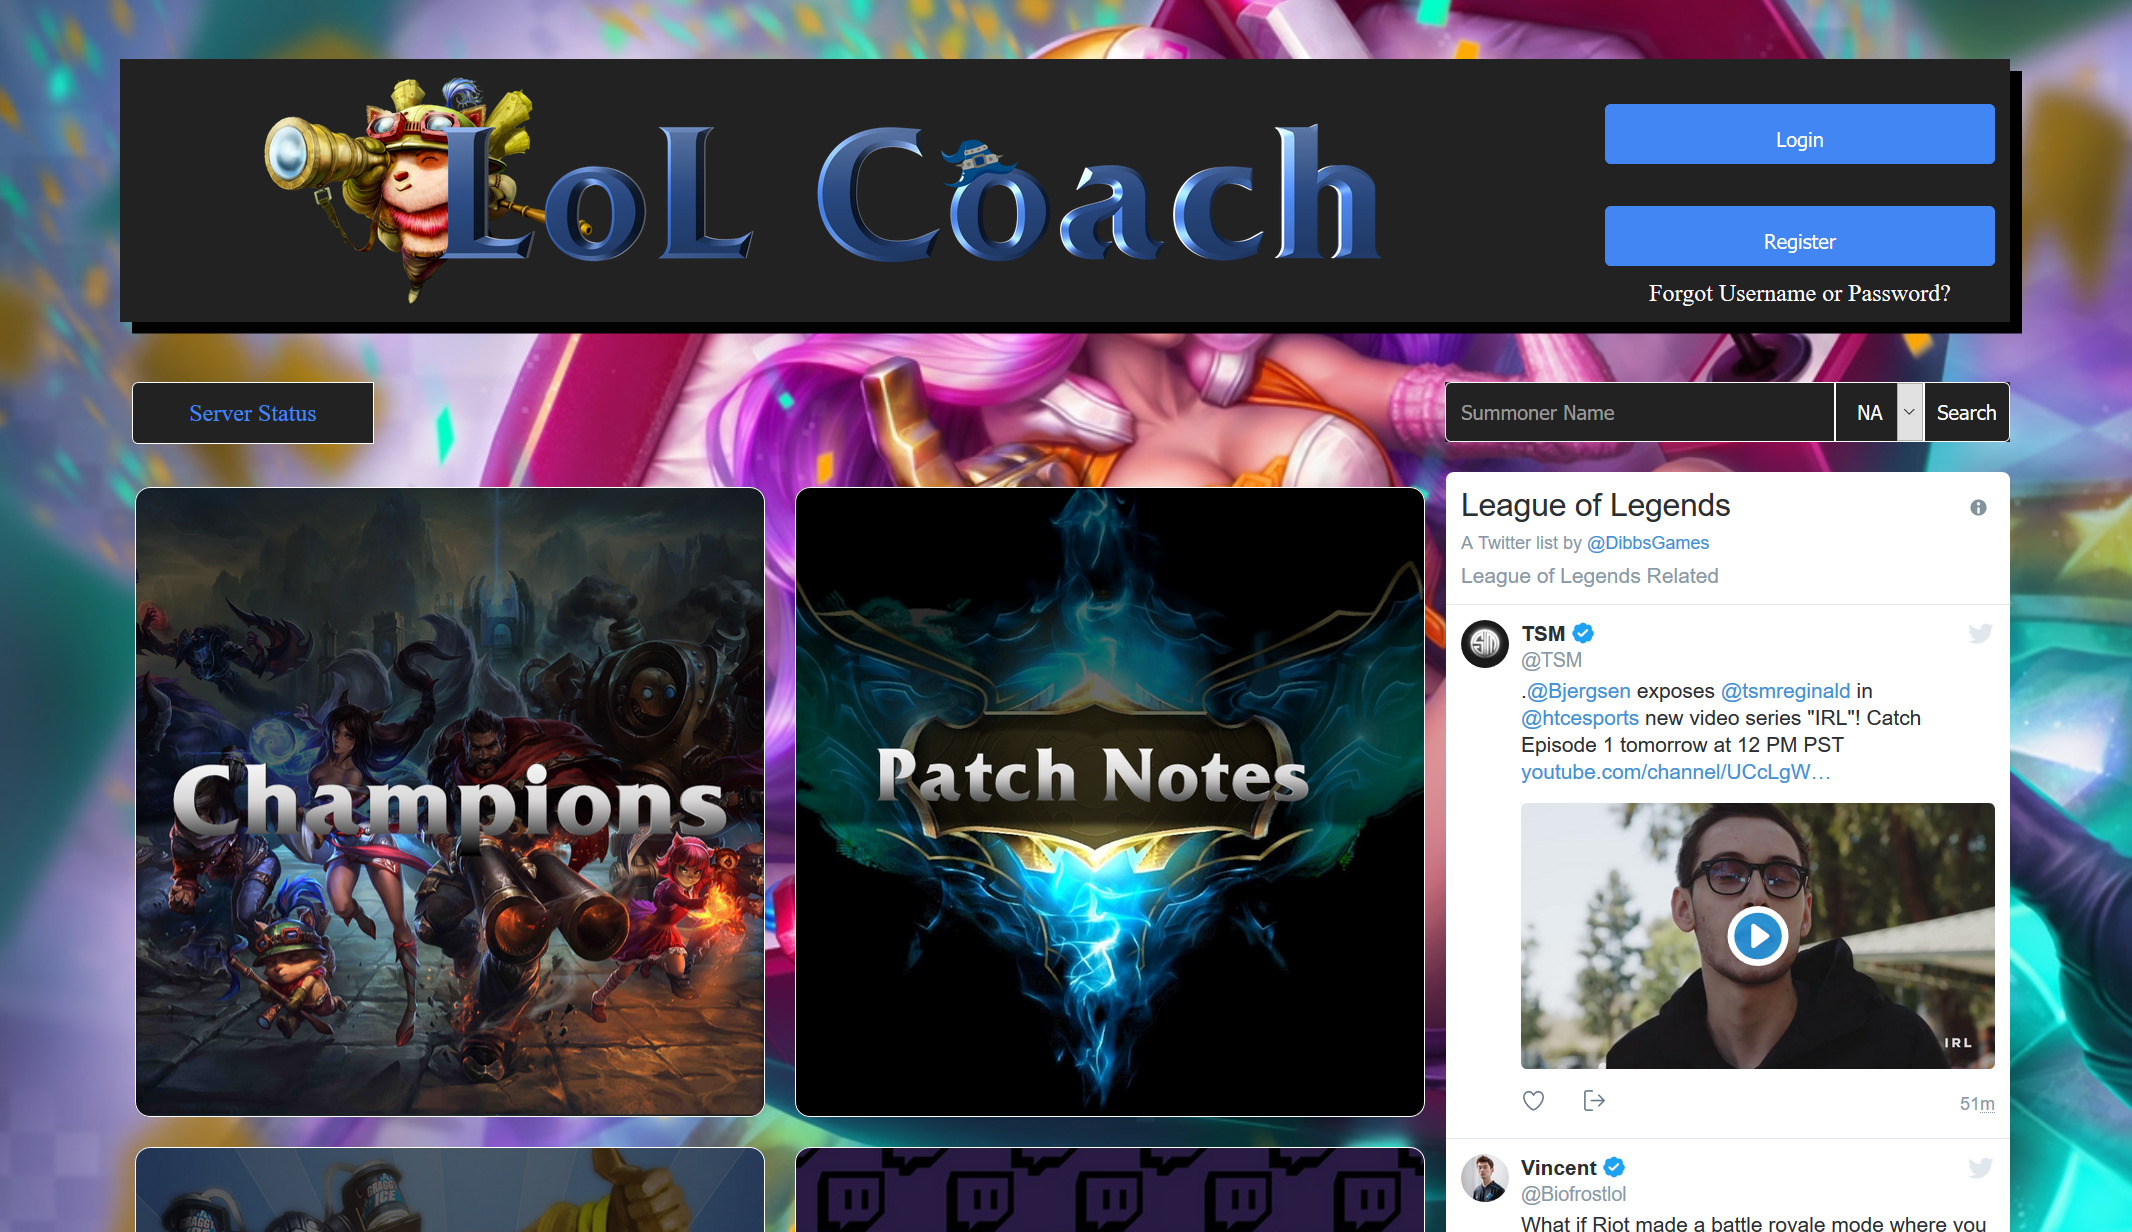 LoL Coach
Login
Register
Forgot Username or Password?
Server Status
Summoner Name
NA
Search
Champions
Patch Notes
League of Legends
A Twitter list by @DibbsGames
League of Legends Related
TSM
@TSM
.@Bjergsen exposes @tsmreginald in
@htcesports new video series "IRL"! Catch
Episode 1 tomorrow at 12 PM PST
youtube.com/channel/UCcLgW…
IRL
51m
Vincent
@Biofrostlol
What if Riot made a battle royale mode where you
GRAGGY
ICE